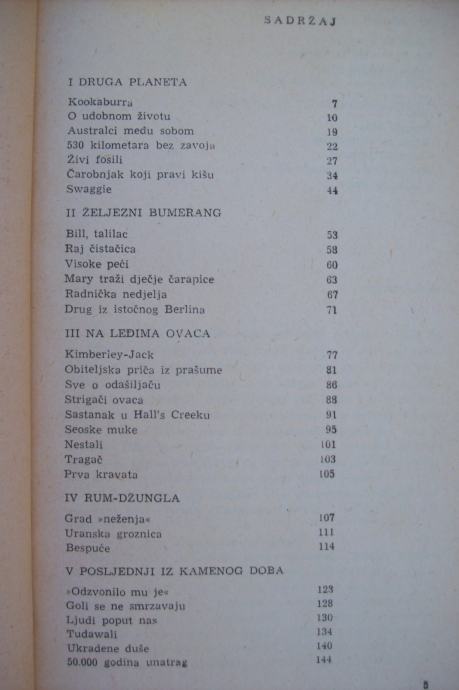 SADRŽAJ
I DRUGA PLANETA
Kookaburra 7
O udobnom životu 10
Australci među sobom 19
530 kilometara bez zavoja 22
Živi fosili 27
Čarobnjak koji pravi kišu 34
Swaggie 44
II ŽELJEZNI BUMERANG
Bill, talilac 53
Raj čistačica 58
Visoke peći 60
Mary traži dječje čarapice 63
Radnička nedjelja 67
Drug iz istočnog Berlina 71
III NA LEĐIMA OVACA
Kimberley-Jack 77
Obiteljska priča iz prašume 81
Sve o odašiljaču 86
Strigači ovaca 88
Sastanak u Hall's Creeku 91
Seoske muke 95
Nestali 101
Tragač 103
Prva kravata 105
IV RUM-DŽUNGLA
Grad »neženja« 107
Uranska groznica 111
Bespuće 114
V POSLJEDNJI IZ KAMENOG DOBA
»Odzvonilo mu je« 123
Goli se ne smrzavaju 128
Ljudi poput nas 130
Tudawali 134
Ukradene duše 140
50.000 godina unatrag 144
5